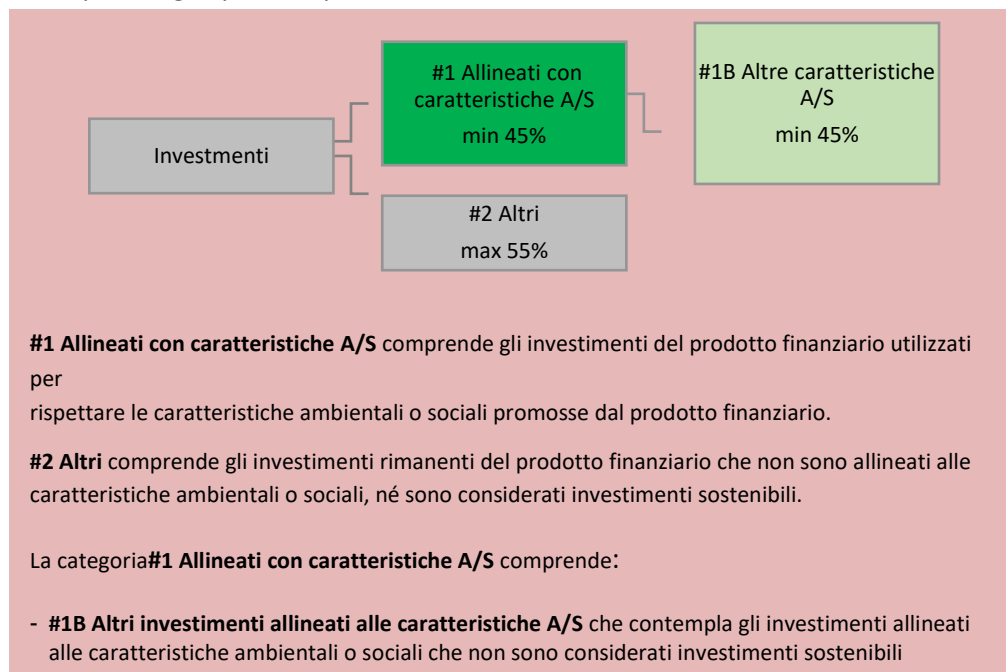 #1 Allineati con
caratteristiche A/S
min 45%
#1B Altre caratteristiche
A/S
min 45%
Investmenti
#2 Altri
max 55%
#1 Allineati con caratteristiche A/S comprende gli investimenti del prodotto finanziario utilizzati
per
rispettare le caratteristiche ambientali o sociali promosse dal prodotto finanziario.
#2 Altri comprende gli investimenti rimanenti del prodotto finanziario che non sono allineati alle
caratteristiche ambientali o sociali, né sono considerati investimenti sostenibili.
La categoria#1 Allineati con caratteristiche A/S comprende:
- #1B Altri investimenti allineati alle caratteristiche A/S che contempla gli investimenti allineati
alle caratteristiche ambientali o sociali che non sono considerati investimenti sostenibili